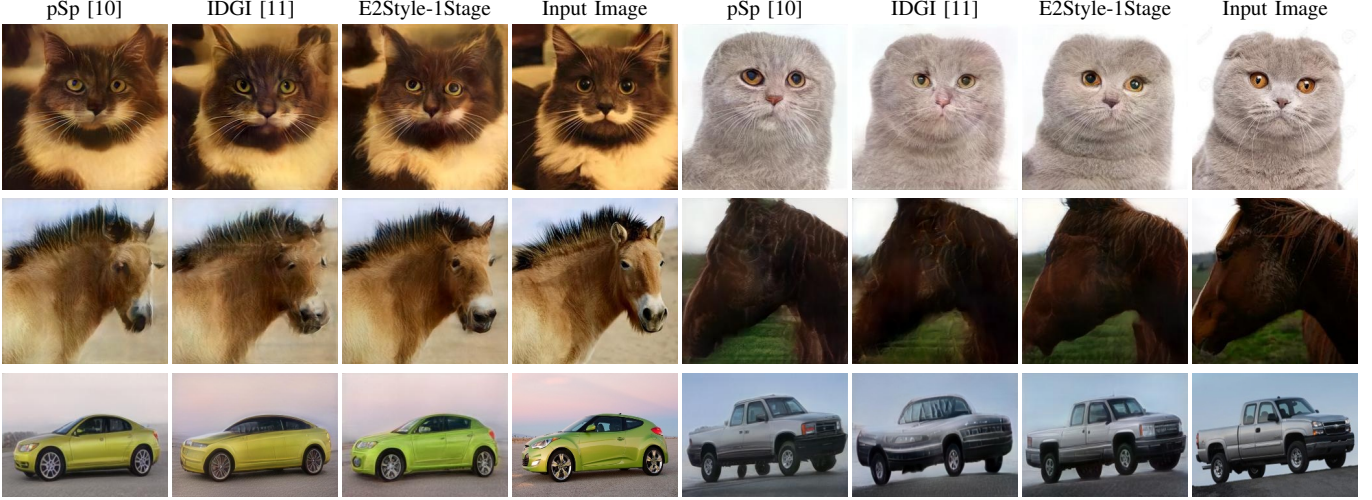 pSp [10] IDGI [11] E2Style-1Stage Input Image pSp [10] IDGI [11] E2Style-1Stage Input Image